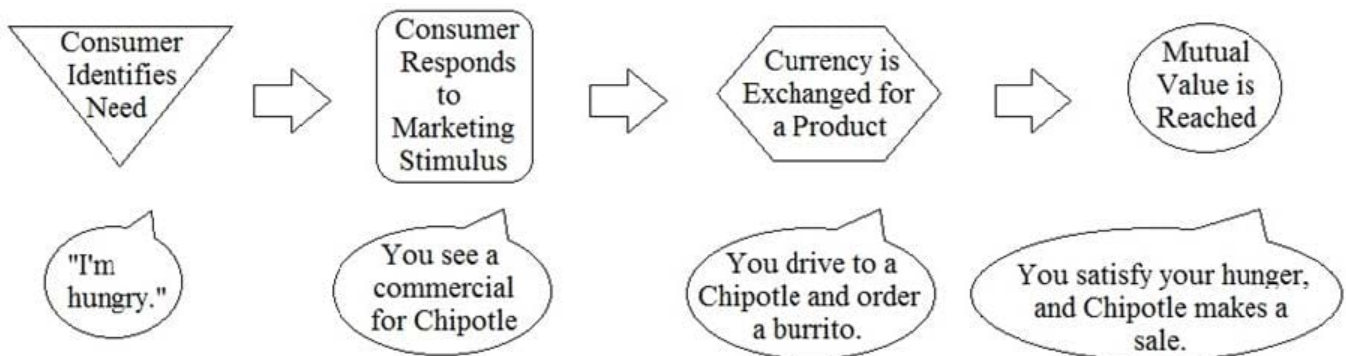 Consumer
Identifies
Need
Consumer
Responds
to
Marketing
Stimulus
Currency is
Exchanged for
a Product
Mutual
Value is
Reached
"I'm
hungry."
You see a
commercial
for Chipotle
You drive to a
Chipotle and order
a burrito.
You satisfy your hunger,
and Chipotle makes a
sale.